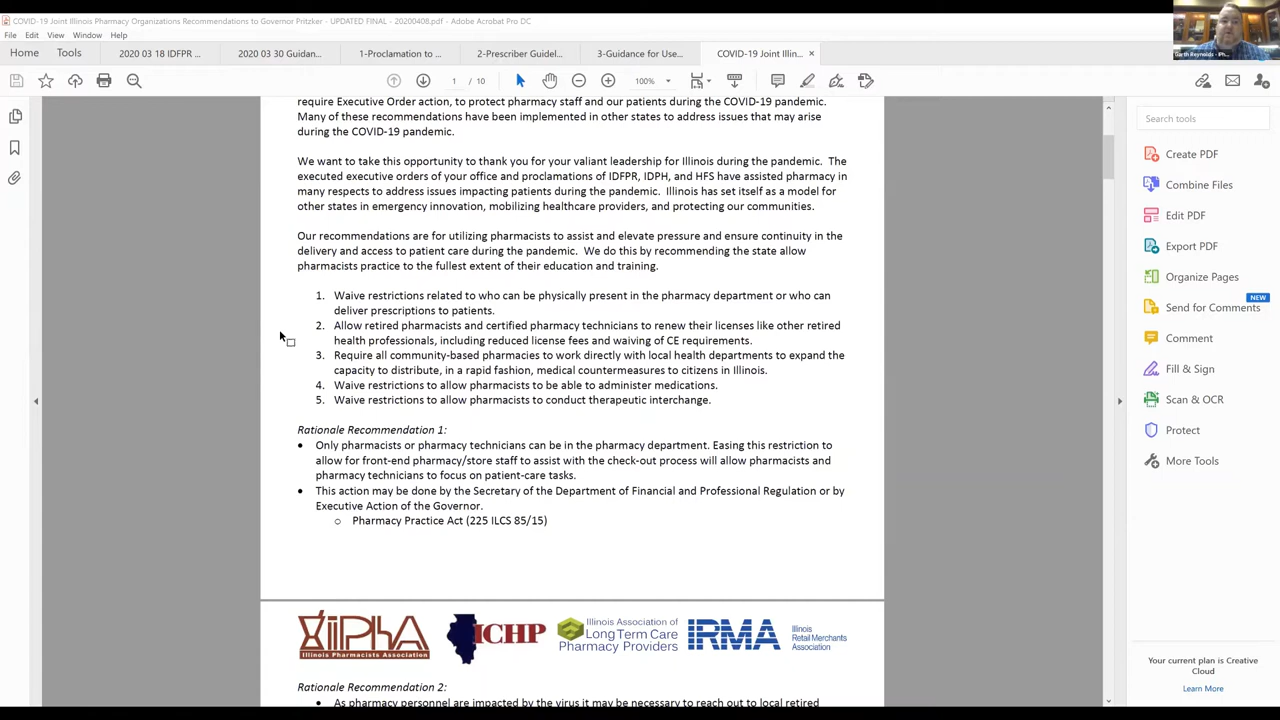 COVID-19 Joint Illinois Pharmacy Organizations Recommendations to Governor Pritzker - UPDATED FINAL - 20200408.pdf - Adobe Acrobat Pro DC
File Edit View Window Help
Home Tools 2020 03 18 IDFPR ... 2020 03 30 Guidan... 1-Proclamation to ... 2-Prescriber Guidel... 3-Guidance for Use... COVID-19 Joint Illin... ×
1 / 10 100%
require Executive Order action, to protect pharmacy staff and our patients during the COVID-19 pandemic.
Many of these recommendations have been implemented in other states to address issues that may arise
during the COVID-19 pandemic.
We want to take this opportunity to thank you for your valiant leadership for Illinois during the pandemic. The
executed executive orders of your office and proclamations of IDFPR, IDPH, and HFS have assisted pharmacy in
many respects to address issues impacting patients during the pandemic. Illinois has set itself as a model for
other states in emergency innovation, mobilizing healthcare providers, and protecting our communities.
Our recommendations are for utilizing pharmacists to assist and elevate pressure and ensure continuity in the
delivery and access to patient care during the pandemic. We do this by recommending the state allow
pharmacists practice to the fullest extent of their education and training.
1. Waive restrictions related to who can be physically present in the pharmacy department or who can
deliver prescriptions to patients.
2. Allow retired pharmacists and certified pharmacy technicians to renew their licenses like other retired
health professionals, including reduced license fees and waiving of CE requirements.
3. Require all community-based pharmacies to work directly with local health departments to expand the
capacity to distribute, in a rapid fashion, medical countermeasures to citizens in Illinois.
4. Waive restrictions to allow pharmacists to be able to administer medications.
5. Waive restrictions to allow pharmacists to conduct therapeutic interchange.
Rationale Recommendation 1:
• Only pharmacists or pharmacy technicians can be in the pharmacy department. Easing this restriction to
allow for front-end pharmacy/store staff to assist with the check-out process will allow pharmacists and
pharmacy technicians to focus on patient-care tasks.
• This action may be done by the Secretary of the Department of Financial and Professional Regulation or by
Executive Action of the Governor.
o Pharmacy Practice Act (225 ILCS 85/15)
IPhA
Illinois Pharmacists Association
ICHP
Illinois Association of
Long Term Care
Pharmacy Providers
IRMA
Illinois
Retail Merchants
Association
Rationale Recommendation 2:
• As pharmacy personnel are impacted by the virus it may be necessary to reach out to local retired
Search tools
Create PDF
Combine Files
Edit PDF
Export PDF
Organize Pages
NEW
Send for Comments
Comment
Fill & Sign
Scan & OCR
Protect
More Tools
Your current plan is Creative
Cloud
Learn More
Garth Reynolds - IPh...